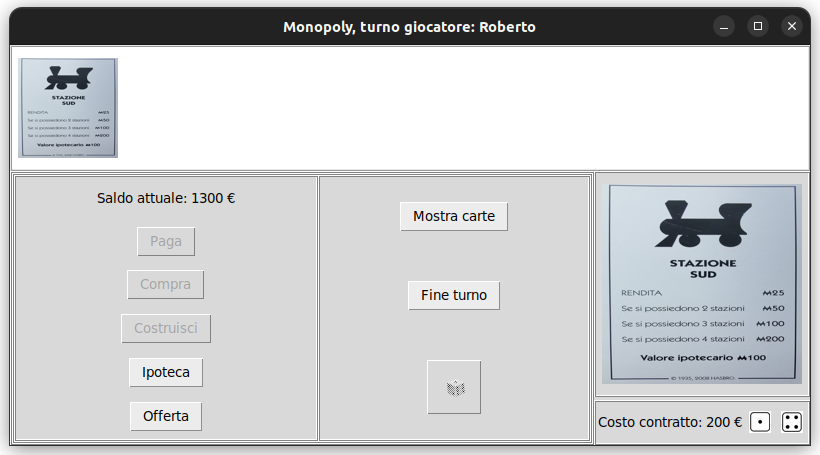 Monopoly, turno giocatore: Roberto
STAZIONE
SUD
RENDITA M25
Se si possiedono 2 stazioni M50
Se si possiedono 3 stazioni M100
Se si possiedono 4 stazioni M200
Valore ipotecario M100
© 1935, 2008 HASBRO.
Saldo attuale: 1300 €
Paga
Compra
Costruisci
Ipoteca
Offerta
Mostra carte
Fine turno
STAZIONE
SUD
RENDITA M25
Se si possiedono 2 stazioni M50
Se si possiedono 3 stazioni M100
Se si possiedono 4 stazioni M200
Valore ipotecario M100
© 1935, 2008 HASBRO.
Costo contratto: 200 €